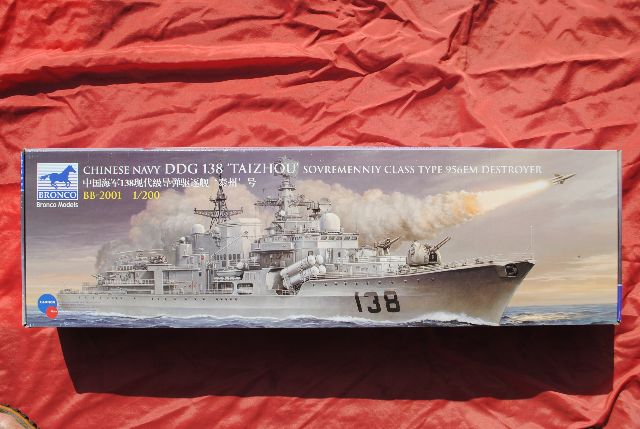 CHINESE NAVY DDG 138 'TAIZHOU' SOVREMENNIY CLASS TYPE 956EM DESTROYER
中国海军138现代级导弹驱逐舰“泰州”号
BB-2001 1/200
BRONCO
Bronco Models
138